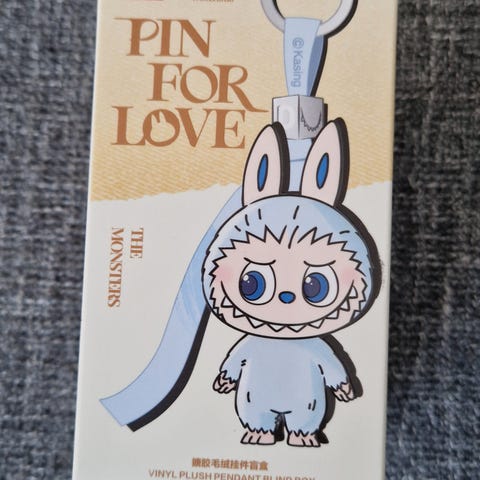 PIN
FOR
LOVE
©Kasing
THE
MONSTERS
搪胶毛绒挂件盲盒
VINYL PLUSH PENDANT BLIND BOX